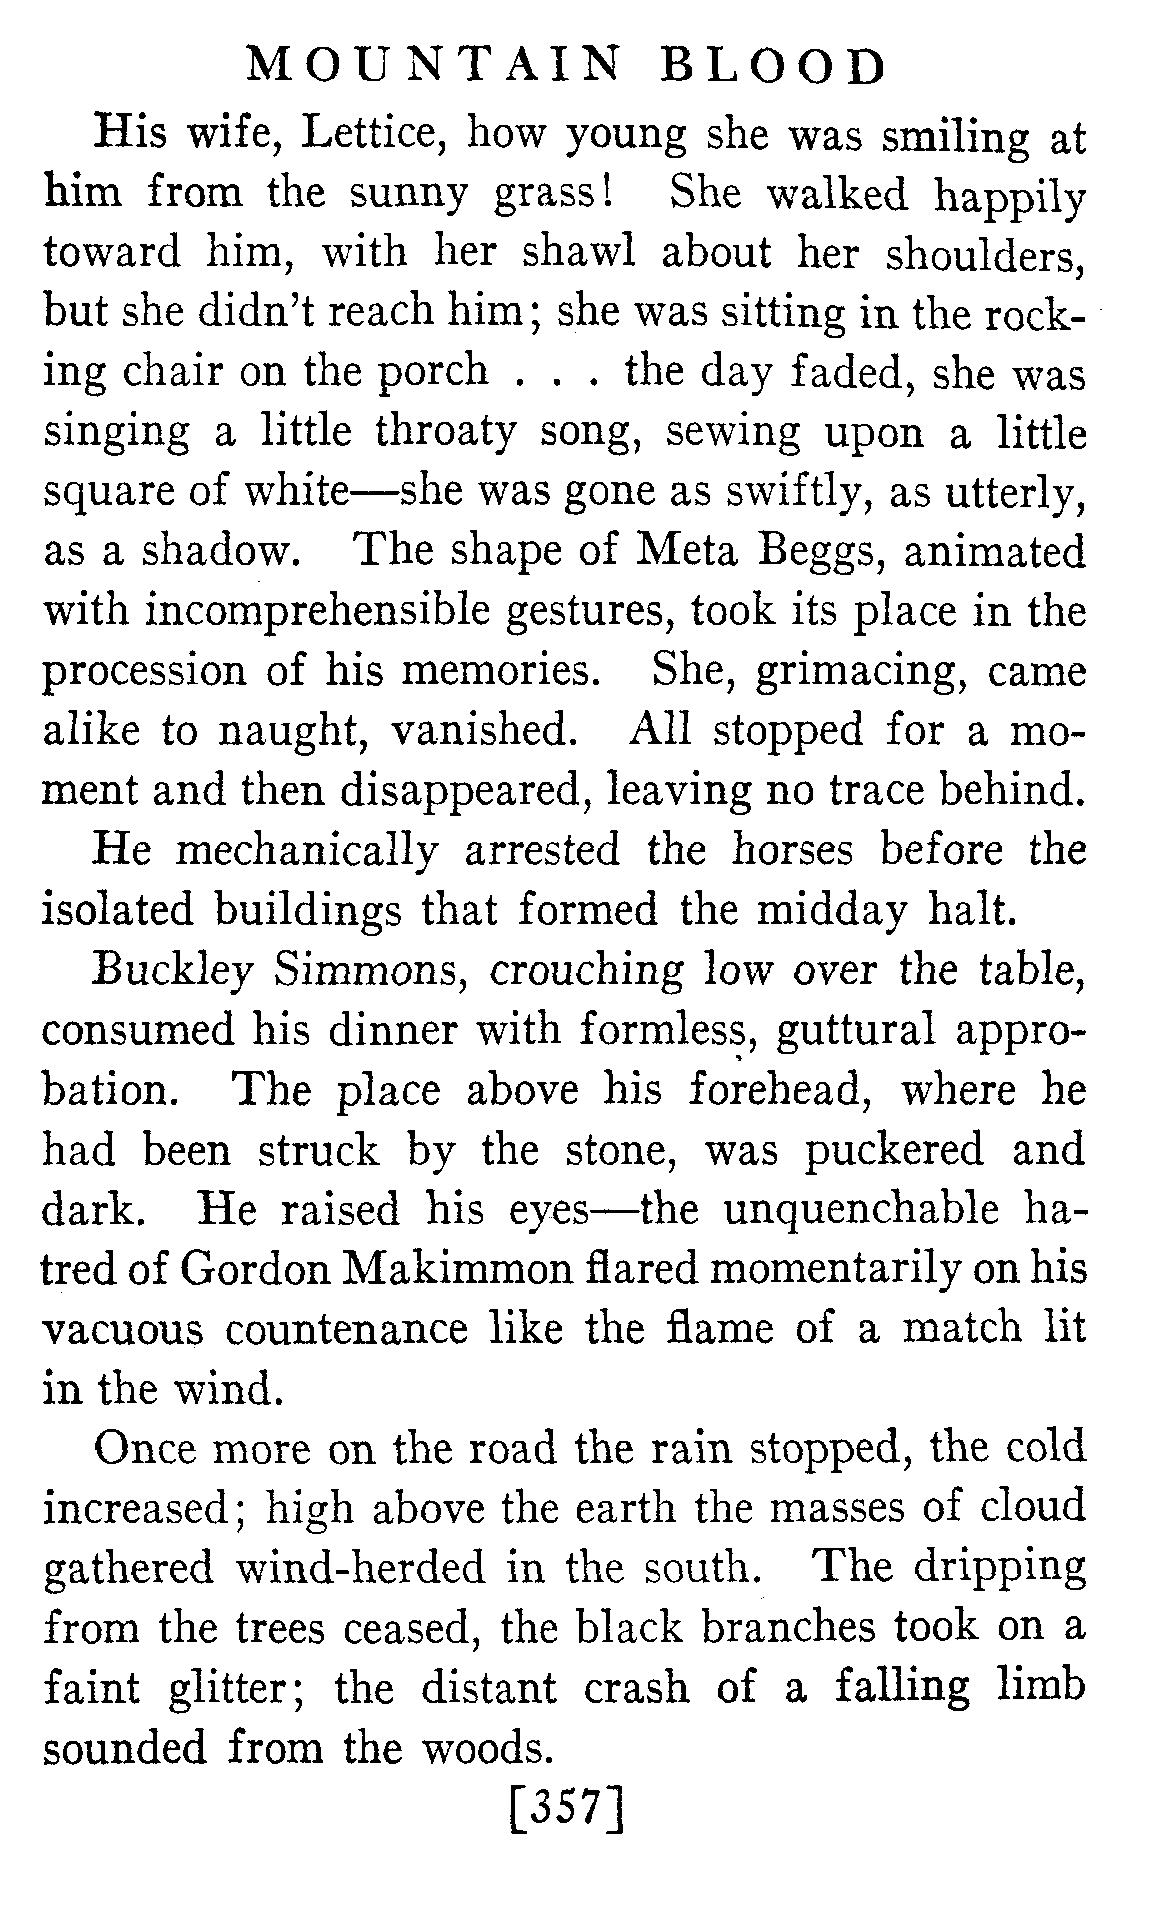 MOUNTAIN BLOOD
His wife, Lettice, how young she was smiling at
him from the sunny grass! She walked happily
toward him, with her shawl about her shoulders,
but she didn't reach him; she was sitting in the rock-
ing chair on the porch . . . the day faded, she was
singing a little throaty song, sewing upon a little
square of white—she was gone as swiftly, as utterly,
as a shadow. The shape of Meta Beggs, animated
with incomprehensible gestures, took its place in the
procession of his memories. She, grimacing, came
alike to naught, vanished. All stopped for a mo-
ment and then disappeared, leaving no trace behind.
He mechanically arrested the horses before the
isolated buildings that formed the midday halt.
Buckley Simmons, crouching low over the table,
consumed his dinner with formless, guttural appro-
bation. The place above his forehead, where he
had been struck by the stone, was puckered and
dark. He raised his eyes—the unquenchable ha-
tred of Gordon Makimmon flared momentarily on his
vacuous countenance like the flame of a match lit
in the wind.
Once more on the road the rain stopped, the cold
increased; high above the earth the masses of cloud
gathered wind-herded in the south. The dripping
from the trees ceased, the black branches took on a
faint glitter; the distant crash of a falling limb
sounded from the woods.
[357]